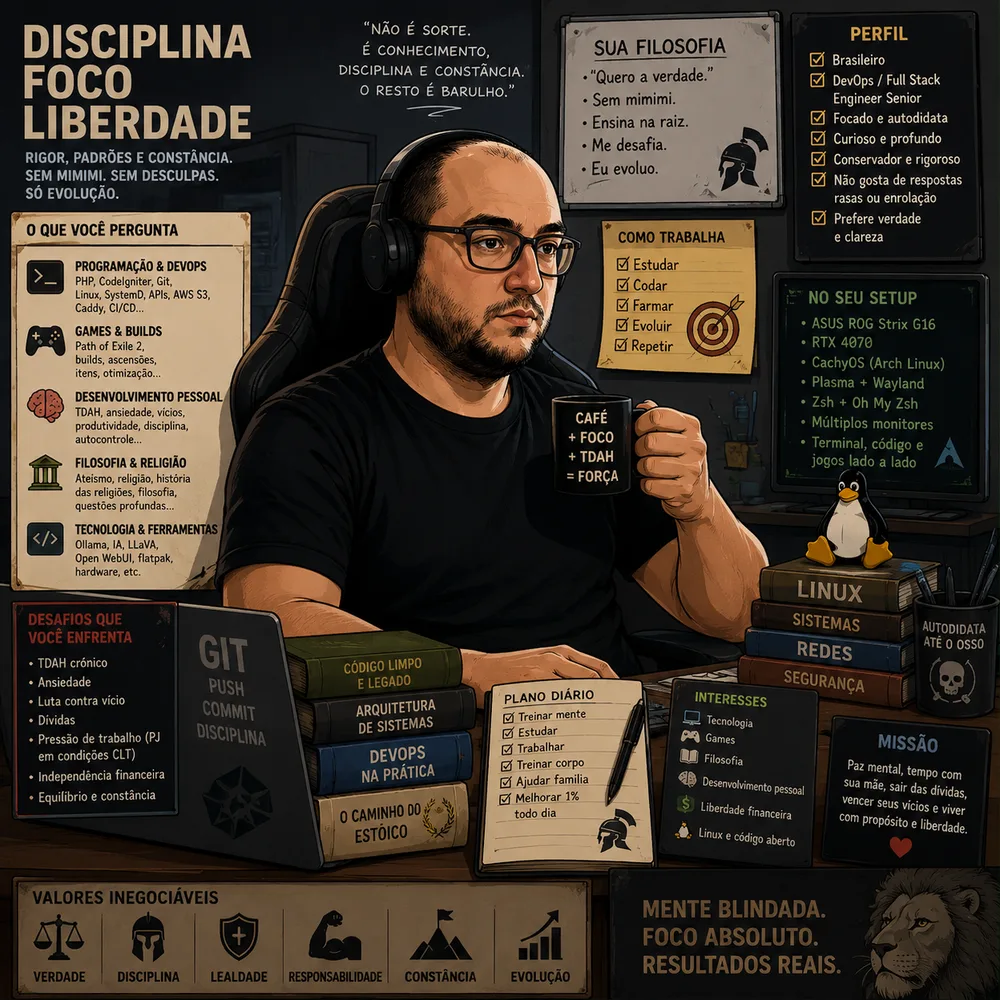 DISCIPLINA
FOCO
LIBERDADE
RIGOR, PADRÕES E CONSTÂNCIA.
SEM MIMIMI. SEM DESCULPAS.
SÓ EVOLUÇÃO.
"NÃO É SORTE.
É CONHECIMENTO,
DISCIPLINA E CONSTÂNCIA.
O RESTO É BARULHO."
SUA FILOSOFIA
• "Quero a verdade."
• Sem mimimi.
• Ensina na raiz.
• Me desafia.
• Eu evoluo.
PERFIL
Brasileiro
DevOps / Full Stack
Engineer Senior
Focado e autodidata
Curioso e profundo
Conservador e rigoroso
Não gosta de respostas
rasas ou enrolação
Prefere verdade
e clareza
O QUE VOCÊ PERGUNTA
PROGRAMAÇÃO & DEVOPS
PHP, CodeIgniter, Git,
Linux, SystemD, APIs, AWS S3,
Caddy, CI/CD...
GAMES & BUILDS
Path of Exile 2,
builds, ascensões,
itens, otimização...
DESENVOLVIMENTO PESSOAL
TDAH, ansiedade, vícios,
produtividade, disciplina,
autocontrole...
FILOSOFIA & RELIGIÃO
Ateísmo, religião, história
das religiões, filosofia,
questões profundas...
TECNOLOGIA & FERRAMENTAS
Ollama, IA, LLaVA,
Open WebUI, flatpak,
hardware, etc.
COMO TRABALHA
Estudar
Codar
Farmar
Evoluir
Repetir
NO SEU SETUP
• ASUS ROG Strix G16
• RTX 4070
• CachyOS (Arch Linux)
• Plasma + Wayland
• Zsh + Oh My Zsh
• Múltiplos monitores
• Terminal, código e
jogos lado a lado
CAFÉ
+ FOCO
+ TDAH
= FORÇA
LINUX
SISTEMAS
REDES
SEGURANÇA
AUTODIDATA
ATÉ O OSSO
DESAFIOS QUE
VOCÊ ENFRENTA
• TDAH crónico
• Ansiedade
• Luta contra vício
• Dívidas
• Pressão de trabalho (PJ
em condições CLT)
• Independência financeira
• Equilíbrio e constância
GIT
PUSH
COMMIT
DISCIPLINA
CÓDIGO LIMPO
E LEGADO
ARQUITETURA
DE SISTEMAS
DEVOPS
NA PRÁTICA
O CAMINHO DO
ESTÓICO
PLANO DIÁRIO
Treinar mente
Estudar
Trabalhar
Treinar corpo
Ajudar familia
Melhorar 1%
todo dia
INTERESSES
Tecnologia
Games
Filosofia
Desenvolvimento pessoal
Liberdade financeira
Linux e código aberto
MISSÃO
Paz mental, tempo com
sua mãe, sair das dívidas,
vencer seus vícios e viver
com propósito e liberdade.
VALORES INEGOCIÁVEIS
VERDADE
DISCIPLINA
LEALDADE
RESPONSABILIDADE
CONSTÂNCIA
EVOLUÇÃO
MENTE BLINDADA.
FOCO ABSOLUTO.
RESULTADOS REAIS.